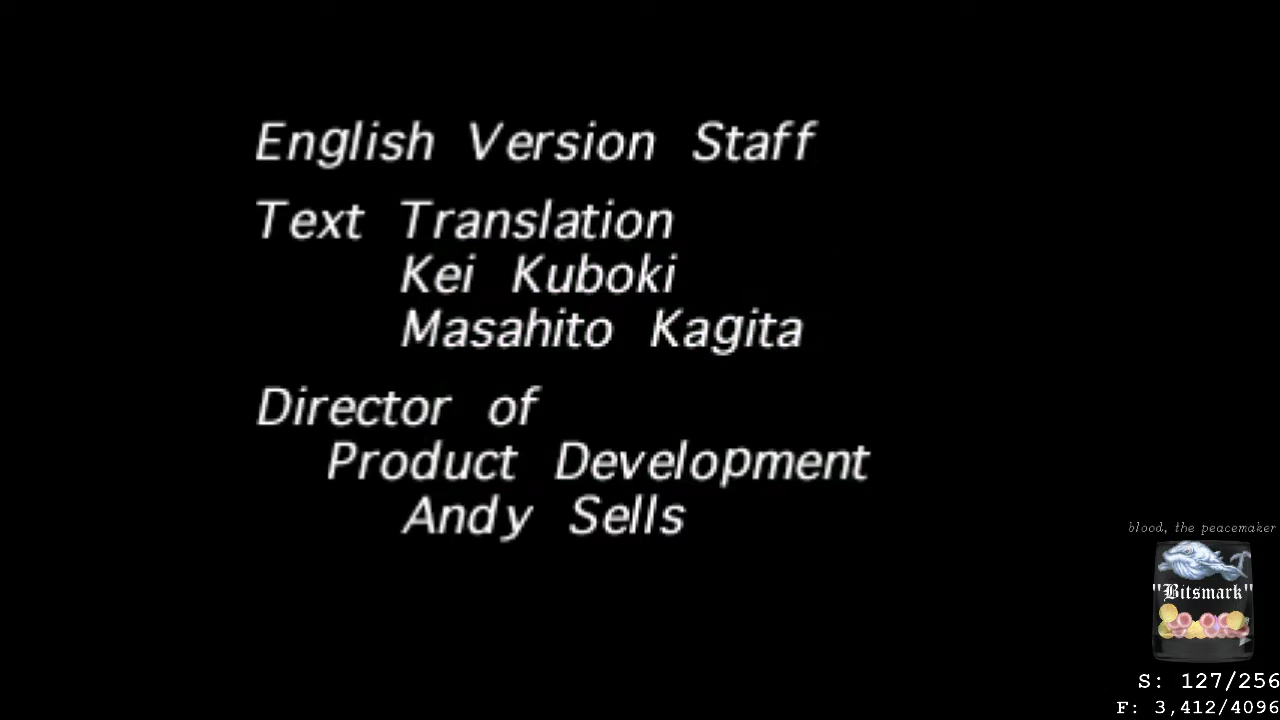 English Version Staff
Text Translation
Kei Kuboki
Masahito Kagita
Director of
Product Development
Andy Sells
blood, the peacemaker
"Bitsmark"
S: 127/256
F: 3,412/4096